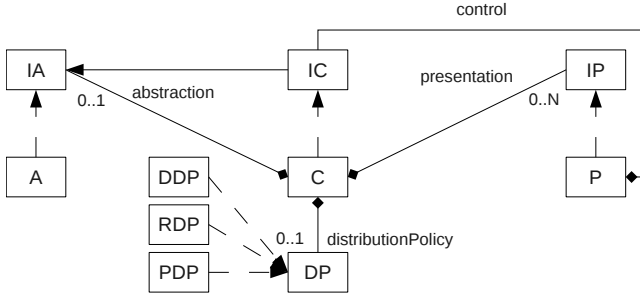 control
IA
IC
IP
0..1
abstraction
presentation
0..N
A
DDP
C
P
RDP
0..1
distributionPolicy
PDP
DP